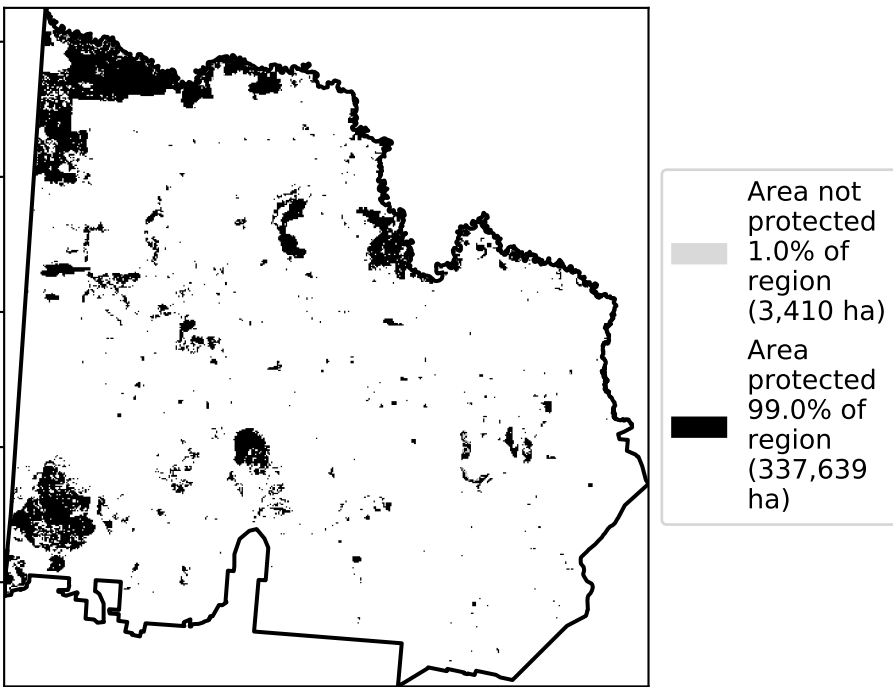 Area not
protected
1.0% of
region
(3,410 ha)
Area
protected
99.0% of
region
(337,639
ha)